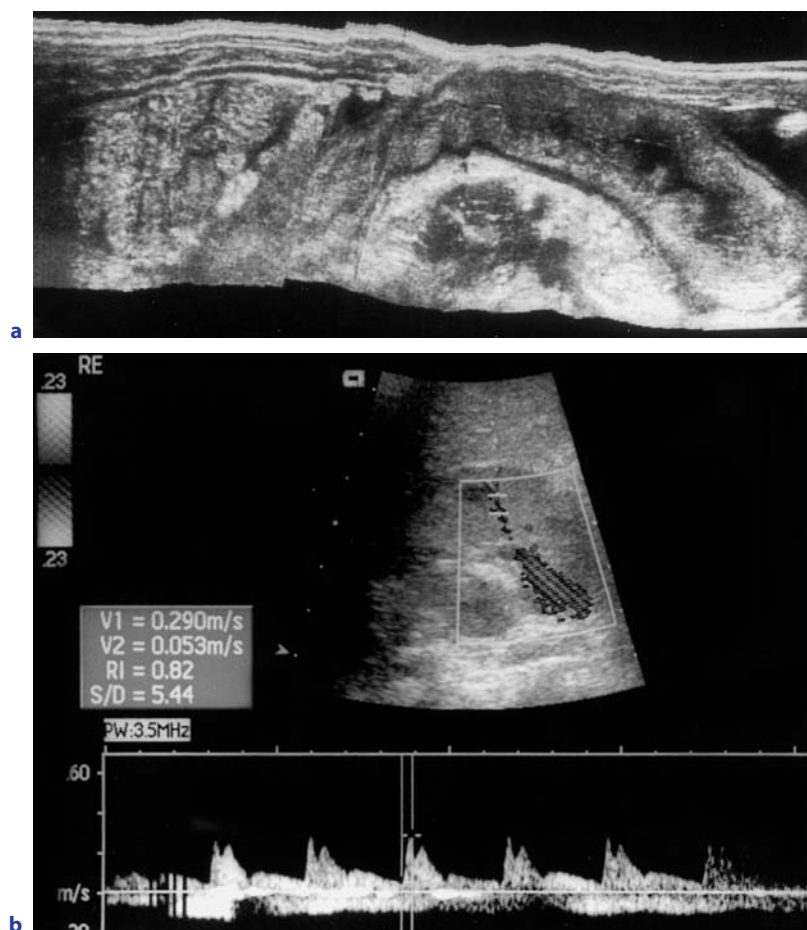 a
RE
.23
.23
V1 = 0.290m/s
V2 = 0.053m/s
RI = 0.82
S/D = 5.44
PW:3.5MHz
.60
m/s
b